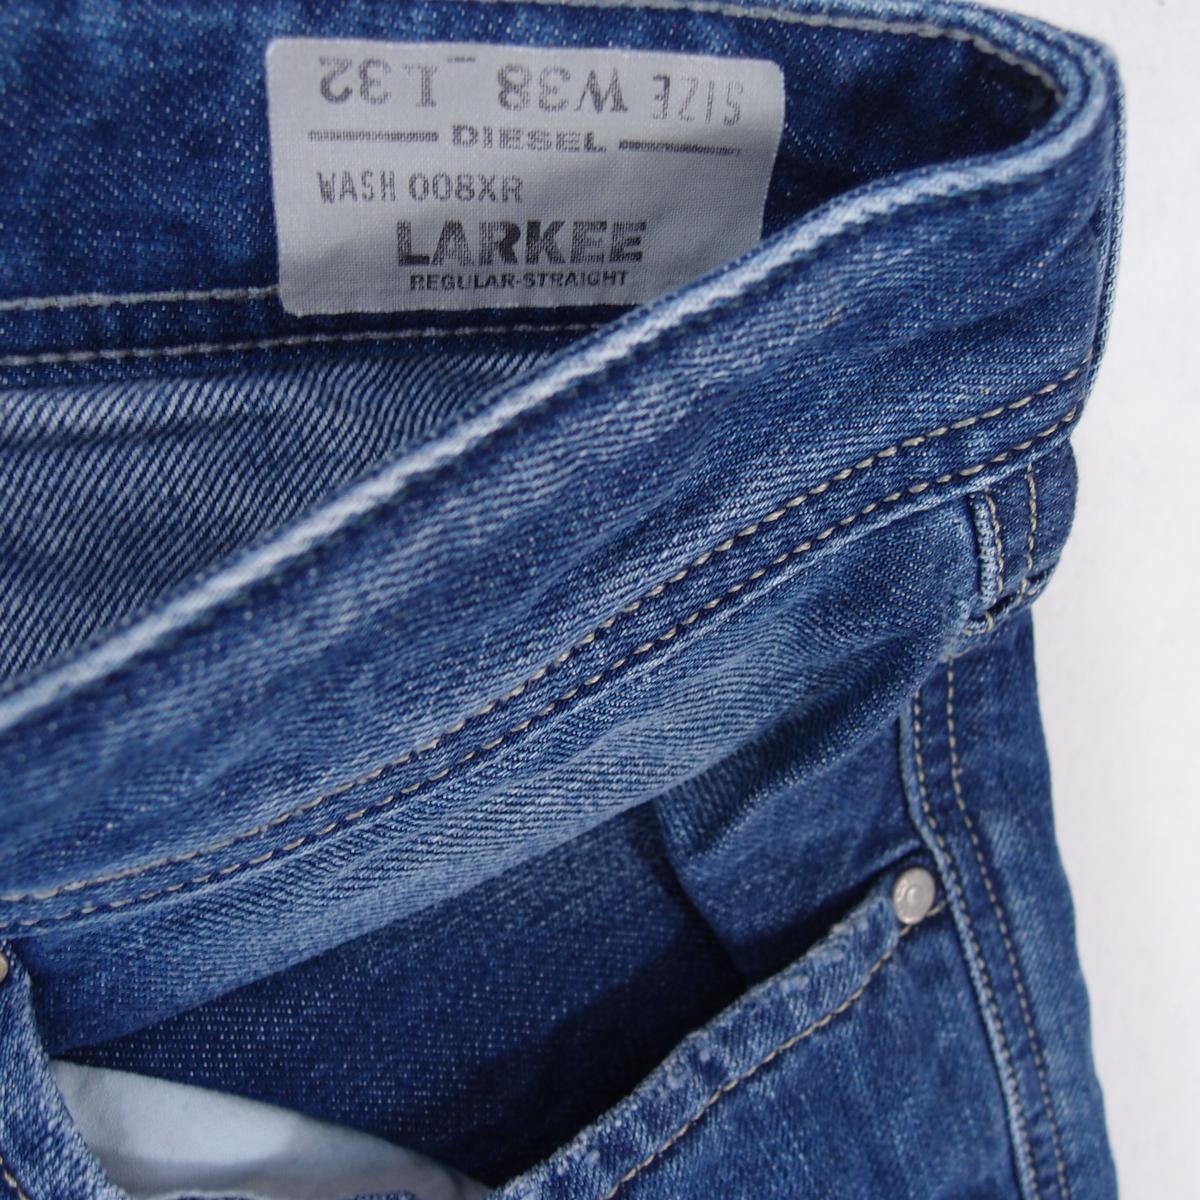 SIZE W38 L32
DIESEL
WASH 008XR
LARKEE
REGULAR-STRAIGHT